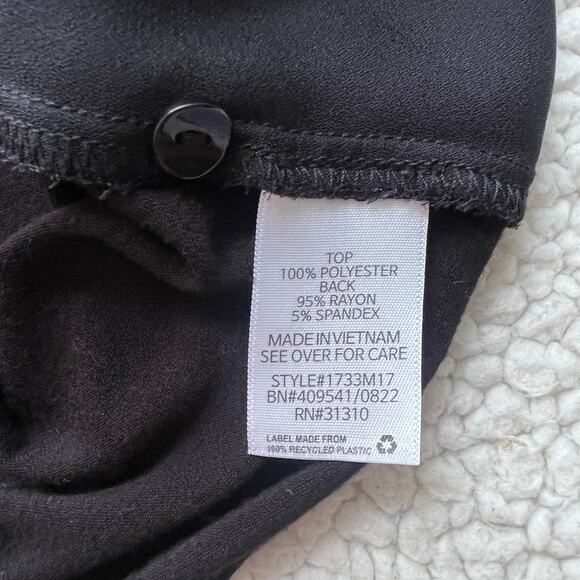 TOP
100% POLYESTER
BACK
95% RAYON
5% SPANDEX
MADE IN VIETNAM
SEE OVER FOR CARE
STYLE#1733M17
BN#409541/0822
RN#31310
LABEL MADE FROM
100% RECYCLED PLASTIC